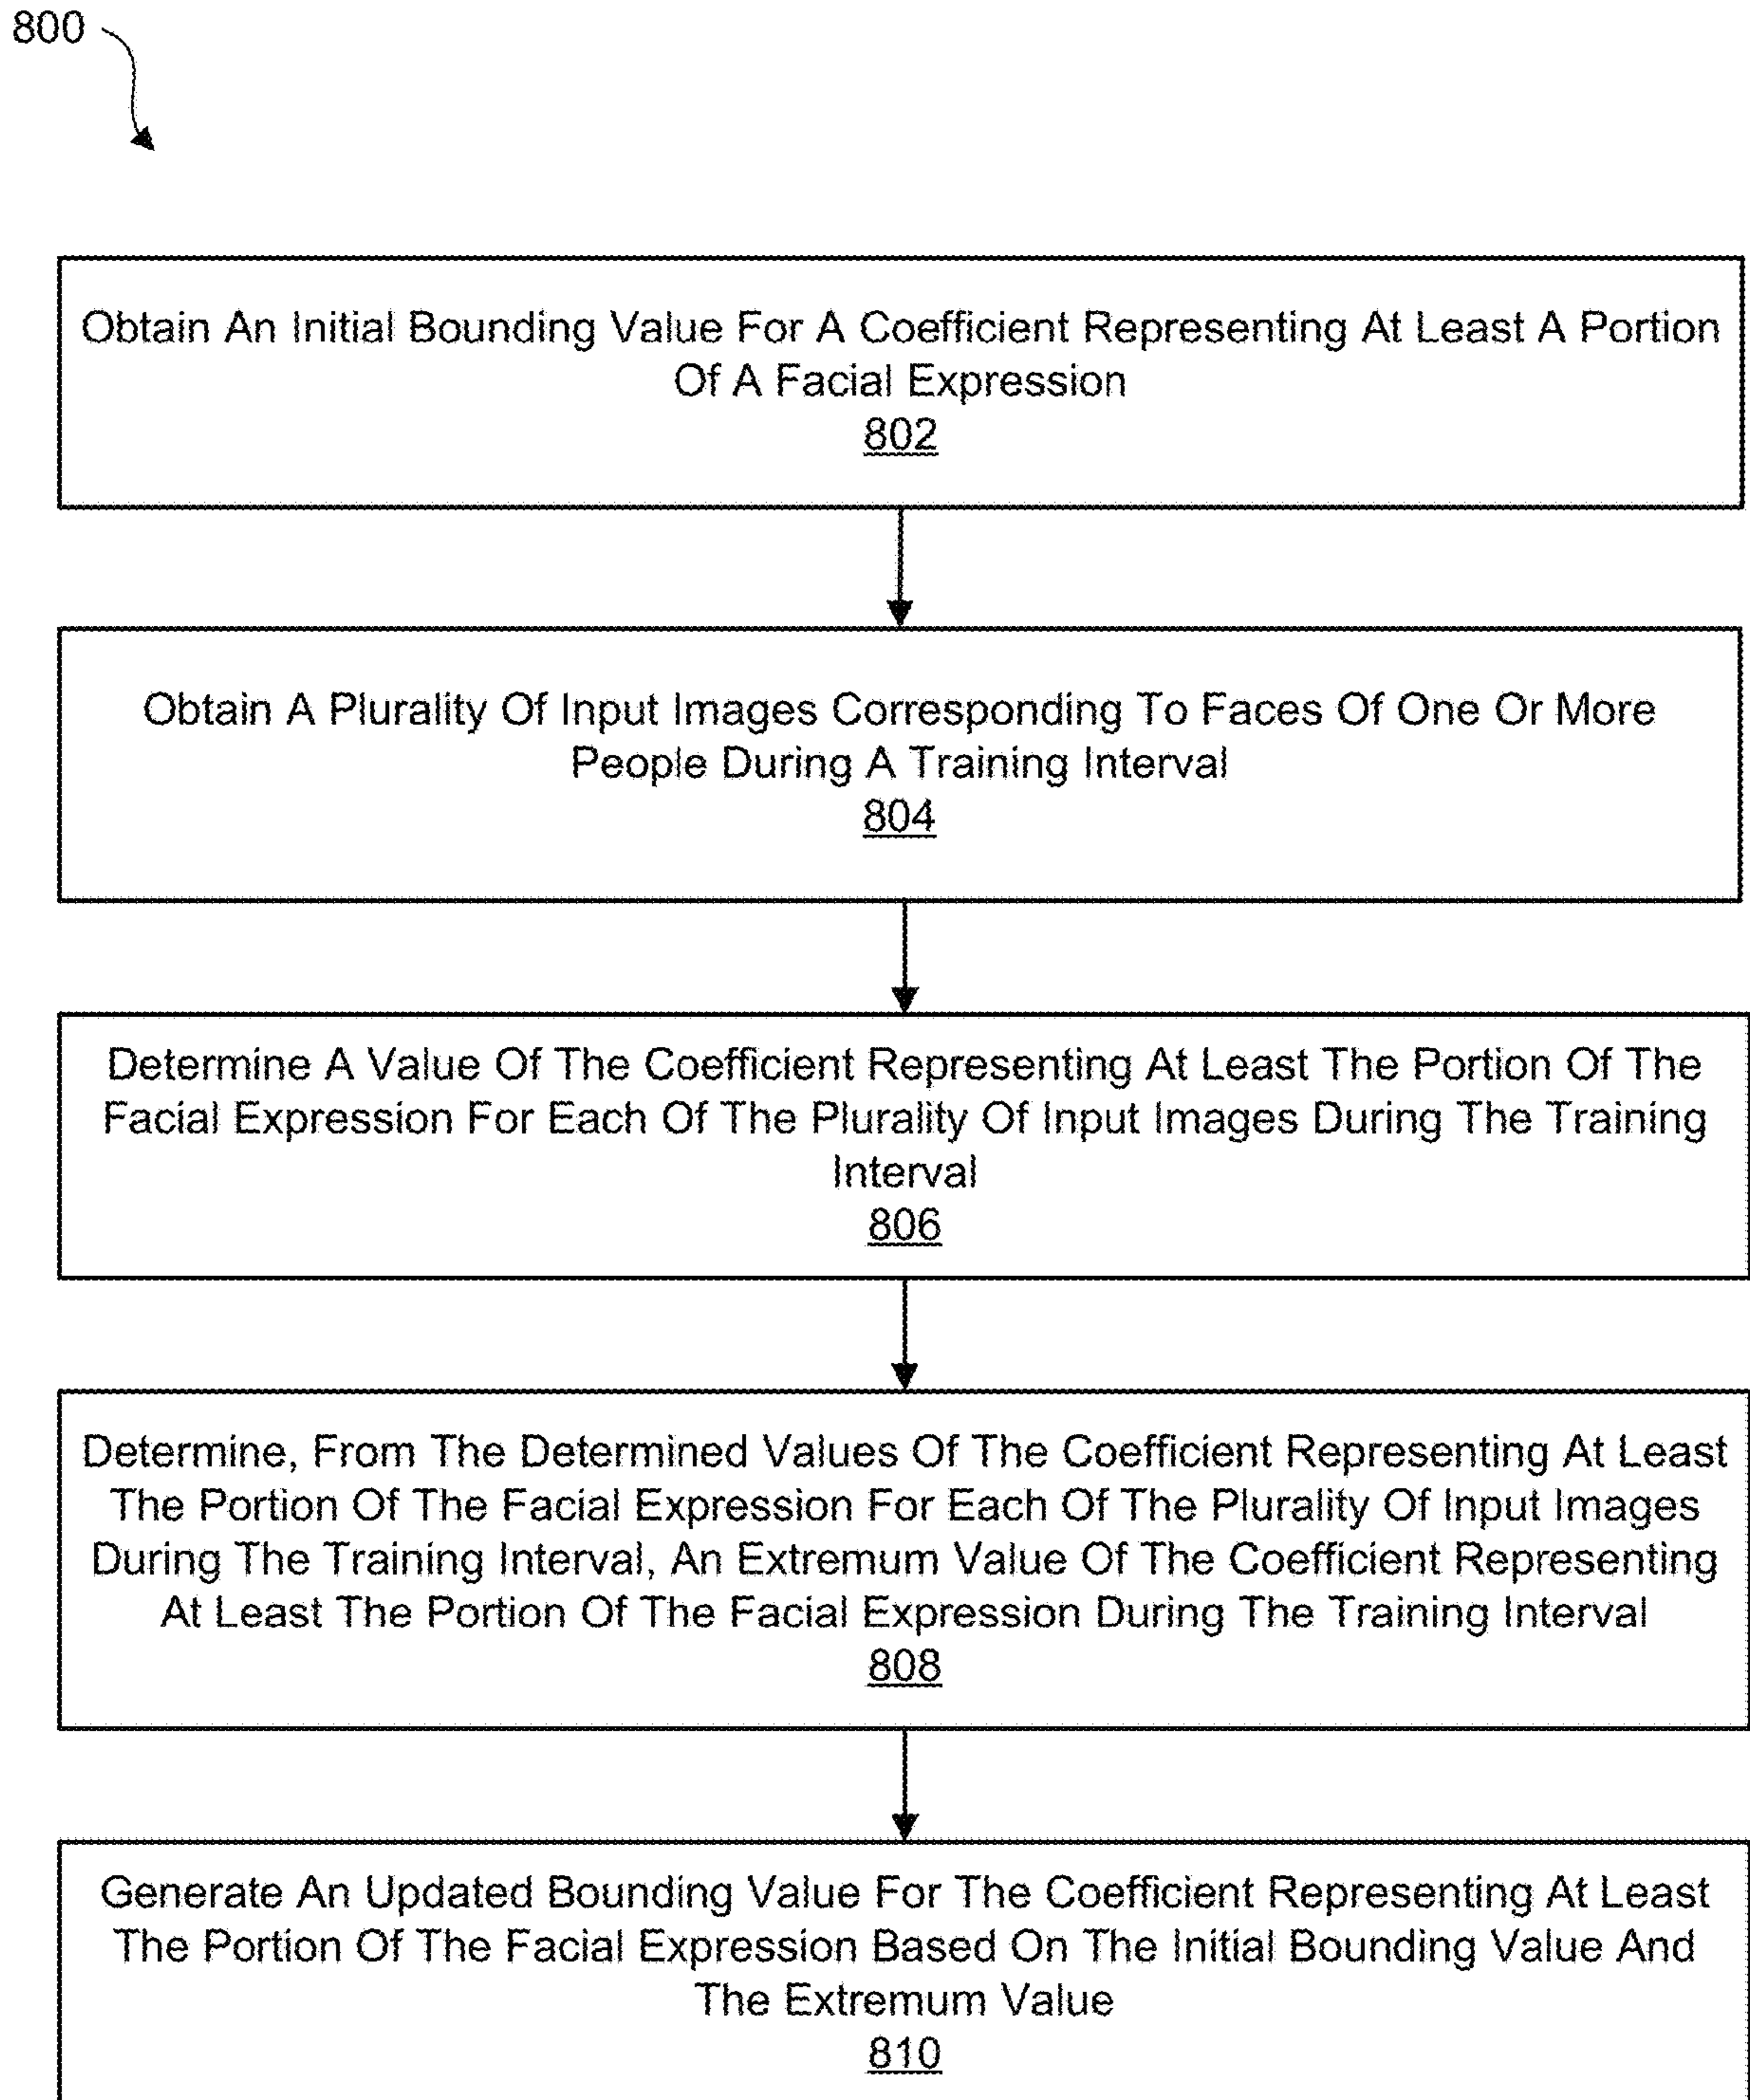 800
Obtain An Initial Bounding Value For A Coefficient Representing At Least A Portion
Of A Facial Expression
802
Obtain A Plurality Of Input Images Corresponding To Faces Of One Or More
People During A Training Interval
804
Determine A Value Of The Coefficient Representing At Least The Portion Of The
Facial Expression For Each Of The Plurality Of Input Images During The Training
Interval
806
Determine, From The Determined Values Of The Coefficient Representing At Least
The Portion Of The Facial Expression For Each Of The Plurality Of Input Images
During The Training Interval, An Extremum Value Of The Coefficient Representing
At Least The Portion Of The Facial Expression During The Training Interval
808
Generate An Updated Bounding Value For The Coefficient Representing At Least
The Portion Of The Facial Expression Based On The Initial Bounding Value And
The Extremum Value
810